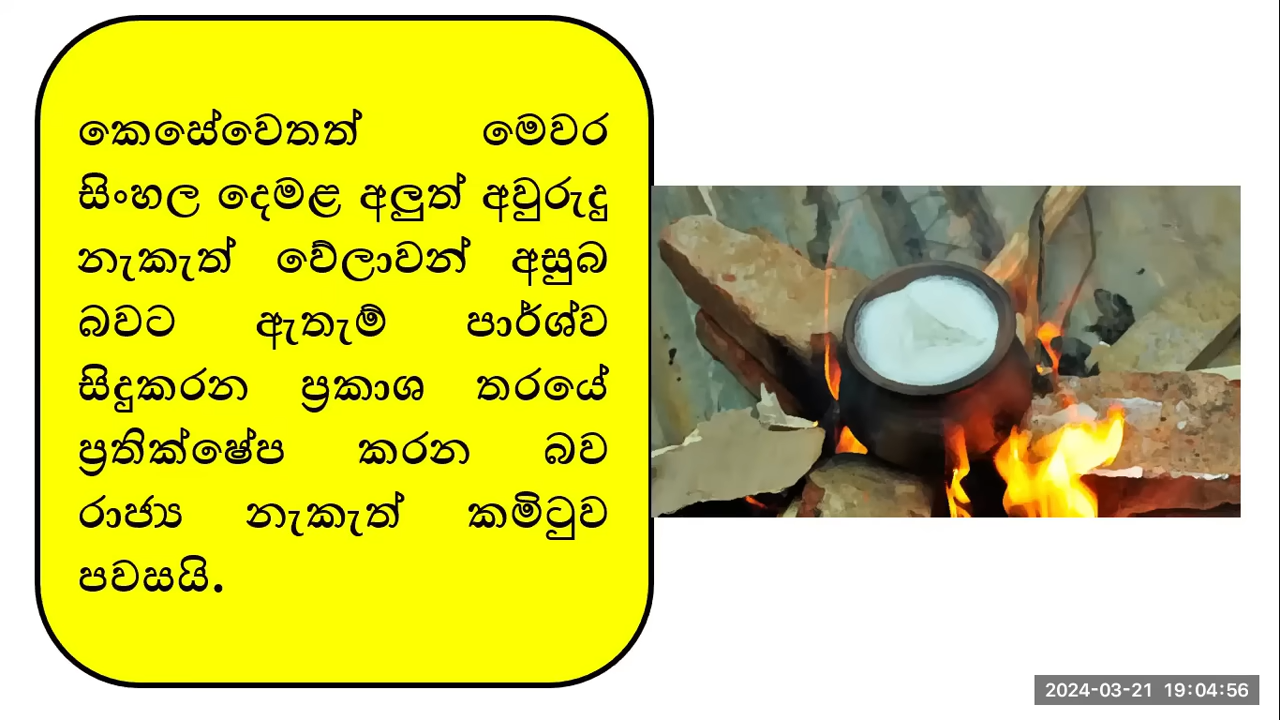 කෙසේවෙතත් මෙවර
සිංහල දෙමළ අලුත් අවුරුදු
නැකැත් වේලාවන් අසුබ
බවට ඇතැම් පාර්ශ්ව
සිදුකරන ප්‍රකාශ තරයේ
ප්‍රතික්ෂේප කරන බව
රාජ්‍ය නැකැත් කමිටුව
පවසයි.
2024-03-21 19:04:56